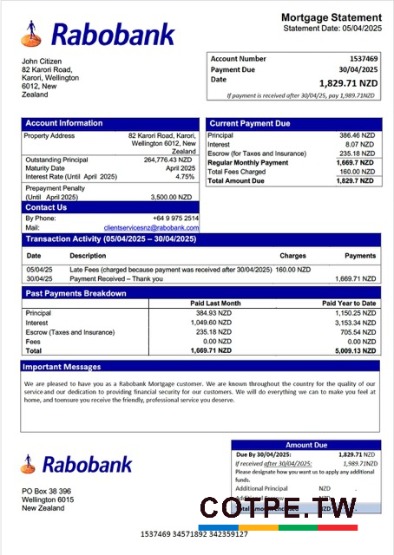 Rabobank
Mortgage Statement
Statement Date: 05/04/2025
John Citizen
82 Karori Road,
Karori, Wellington
6012, New
Zealand
Account Number 1537469
Payment Due 30/04/2025
Date
1,829.71 NZD
If payment is received after 30/04/25, pay 1,989.71NZD
Account Information
Property Address 82 Karori Road, Karori,
Wellington 6012, New
Zealand
Outstanding Principal 264,776.43 NZD
Maturity Date April 2025
Interest Rate (Until April 2025) 4.75%
Prepayment Penalty
(Until April 2025) 3,500.00 NZD
Contact Us
By Phone: +64 9 975 2514
Mail: clientservicesnz@rabobank.com
Current Payment Due
Principal 386.46 NZD
Interest 8.07 NZD
Escrow (for Taxes and Insurance) 235.18 NZD
Regular Monthly Payment 1,669.7 NZD
Total Fees Charged 160.00 NZD
Total Amount Due 1,829.7 NZD
Transaction Activity (05/04/2025 – 30/04/2025)
Date Description Charges Payments
05/04/25 Late Fees (charged because payment was received after 30/04/2025) 160.00 NZD
30/04/25 Payment Received – Thank you 1,669.71 NZD
Past Payments Breakdown
Paid Last Month Paid Year to Date
Principal 384.93 NZD 1,150.25 NZD
Interest 1,049.60 NZD 3,153.34 NZD
Escrow (Taxes and Insurance) 235.18 NZD 705.54 NZD
Fees 0.00 NZD 0.00 NZD
Total 1,669.71 NZD 5,009.13 NZD
Important Messages
We are pleased to have you as a Rabobank Mortgage customer. We are known throughout the country for the quality of our
service and our dedication to providing financial security for our customers. We will do everything we can to make you feel at
home, and to ensure you receive the friendly, professional service you deserve.
Rabobank
PO Box 38 396
Wellington 6015
New Zealand
Amount Due
Due By 30/04/2025: 1,829.71 NZD
If received after 30/04/2025: 1,989.71NZD
Please designate how you want us to apply any additional
funds.
Additional Principal NZD
COTPE.TW
1537469 34571892 342359127